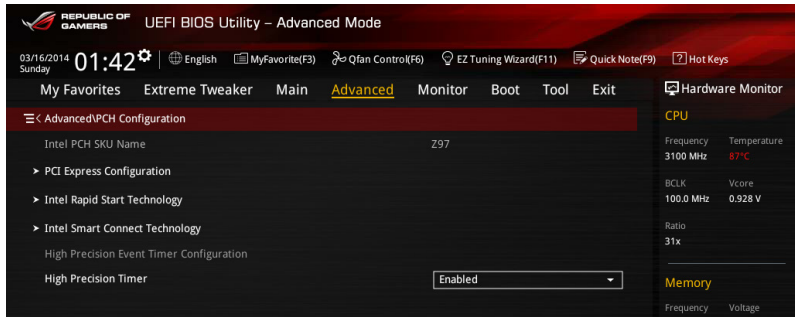 REPUBLIC OF
GAMERS
UEFI BIOS Utility – Advanced Mode
03/16/2014
Sunday
01:42
English
MyFavorite(F3)
Qfan Control(F6)
EZ Tuning Wizard(F11)
Quick Note(F9)
? Hot Keys
My Favorites
Extreme Tweaker
Main
Advanced
Monitor
Boot
Tool
Exit
Hardware Monitor
Advanced\PCH Configuration
Intel PCH SKU Name
Z97
PCI Express Configuration
Intel Rapid Start Technology
Intel Smart Connect Technology
High Precision Event Timer Configuration
High Precision Timer
Enabled
CPU
Frequency Temperature
3100 MHz 87°C
BCLK Vcore
100.0 MHz 0.928 V
Ratio
31x
Memory
Frequency Voltage